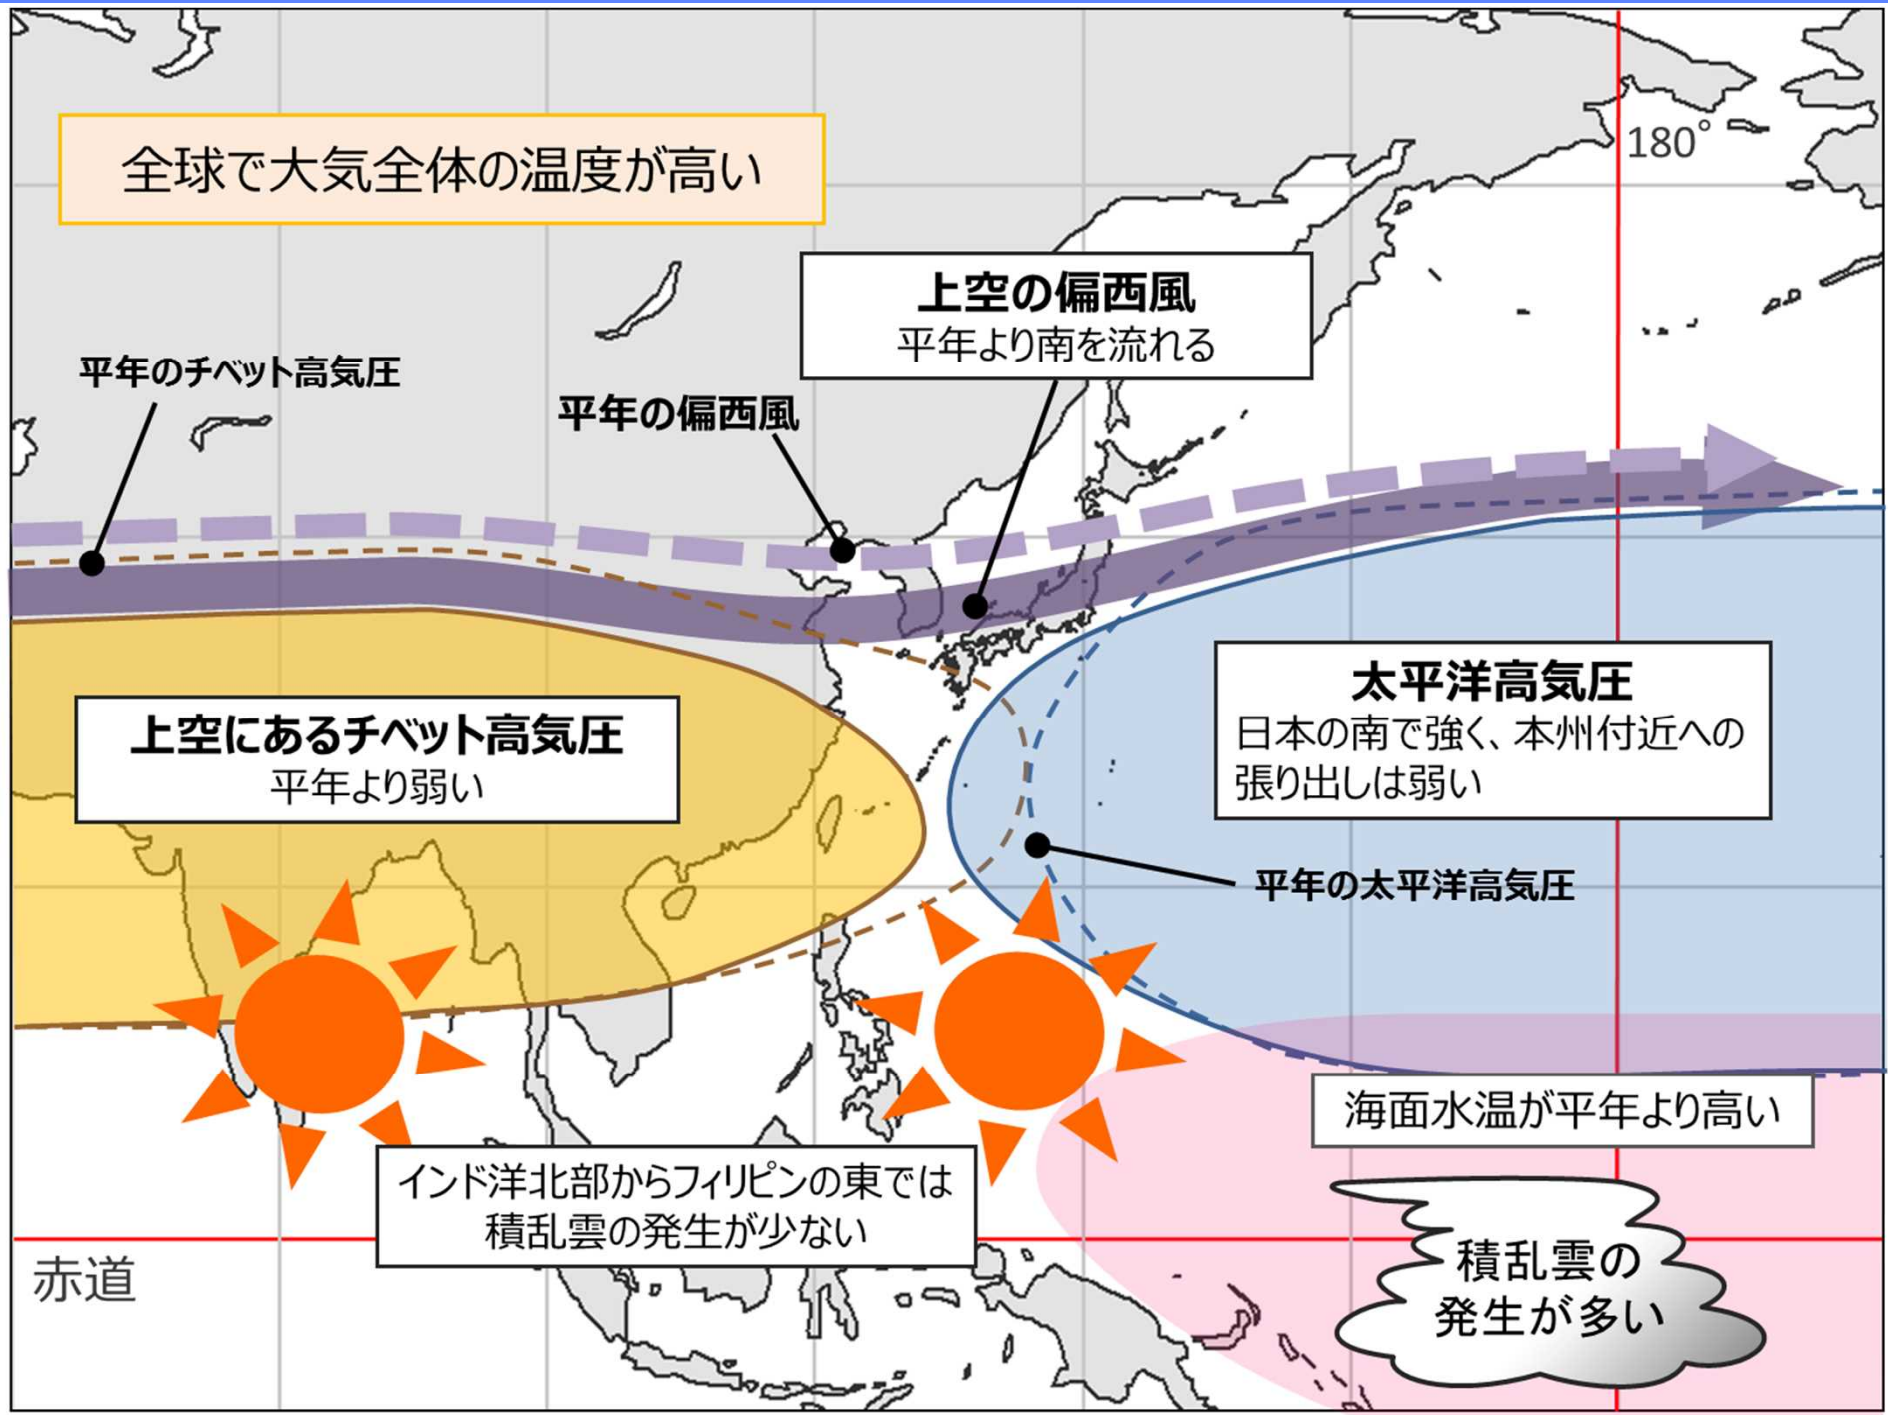 180°
全球で大気全体の温度が高い
上空の偏西風
平年より南を流れる
平年のチベット高気圧
平年の偏西風
上空にあるチベット高気圧
平年より弱い
太平洋高気圧
日本の南で強く、本州付近への
張り出しは弱い
平年の太平洋高気圧
海面水温が平年より高い
インド洋北部からフィリピンの東では
積乱雲の発生が少ない
赤道
積乱雲の
発生が多い